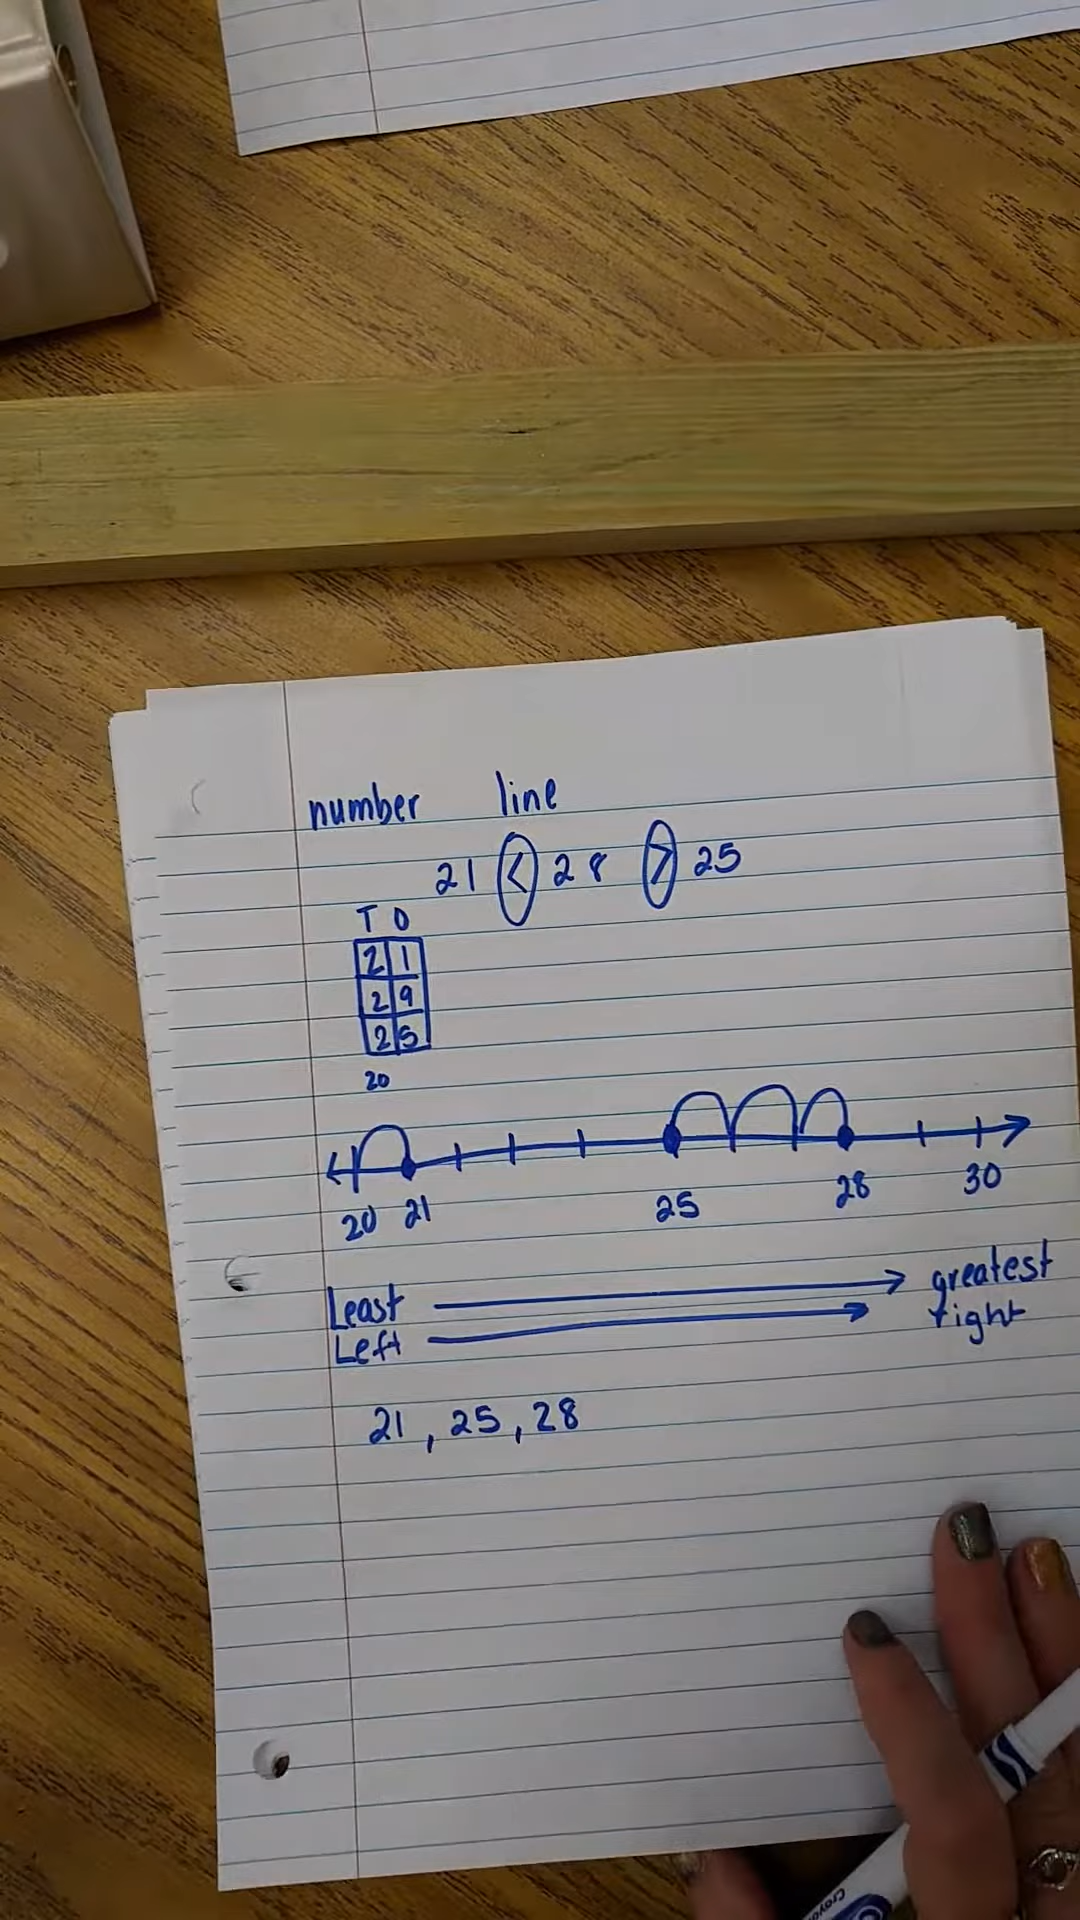 number line
21 < 28 > 25
T O
2 1
2 9
2 5
20
20 21 25 28 30
Least greatest
Left right
21, 25, 28
Crayo